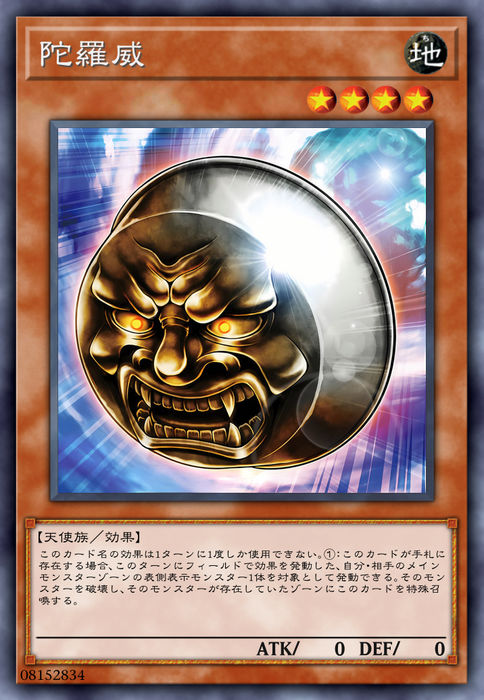 陀羅威
ち
地
【天使族／効果】
このカード名の効果は1ターンに1度しか使用できない。①：このカードが手札に
存在する場合、このターンにフィールドで効果を発動した、自分・相手のメイン
モンスターゾーンの表側表示モンスター1体を対象として発動できる。そのモンス
ターを破壊し、そのモンスターが存在していたゾーンにこのカードを特殊召
喚する。
ATK/ 0 DEF/ 0
08152834